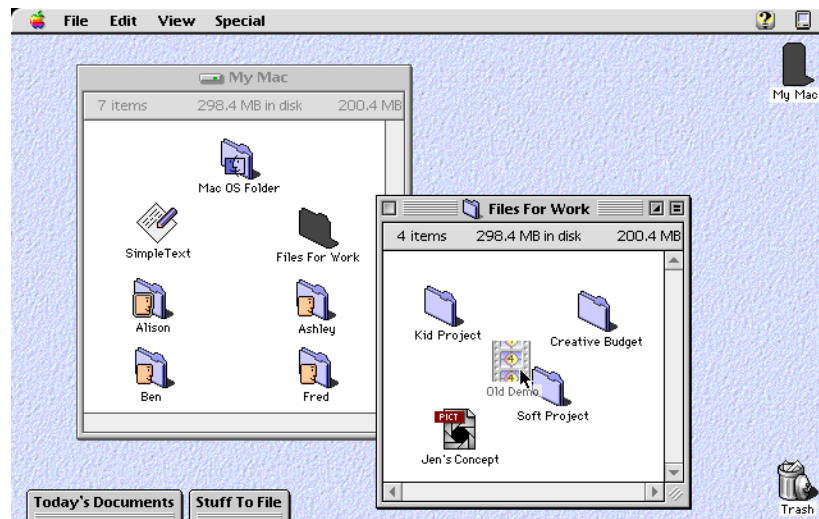 File Edit View Special
My Mac
7 items 298.4 MB in disk 200.4 MB
Mac OS Folder
SimpleText
Files For Work
Alison
Ashley
Ben
Fred
Files For Work
4 items 298.4 MB in disk 200.4 MB
Kid Project
Creative Budget
4
4
Old Demo
Soft Project
PICT
Jen's Concept
My Mac
Trash
Today's Documents
Stuff To File